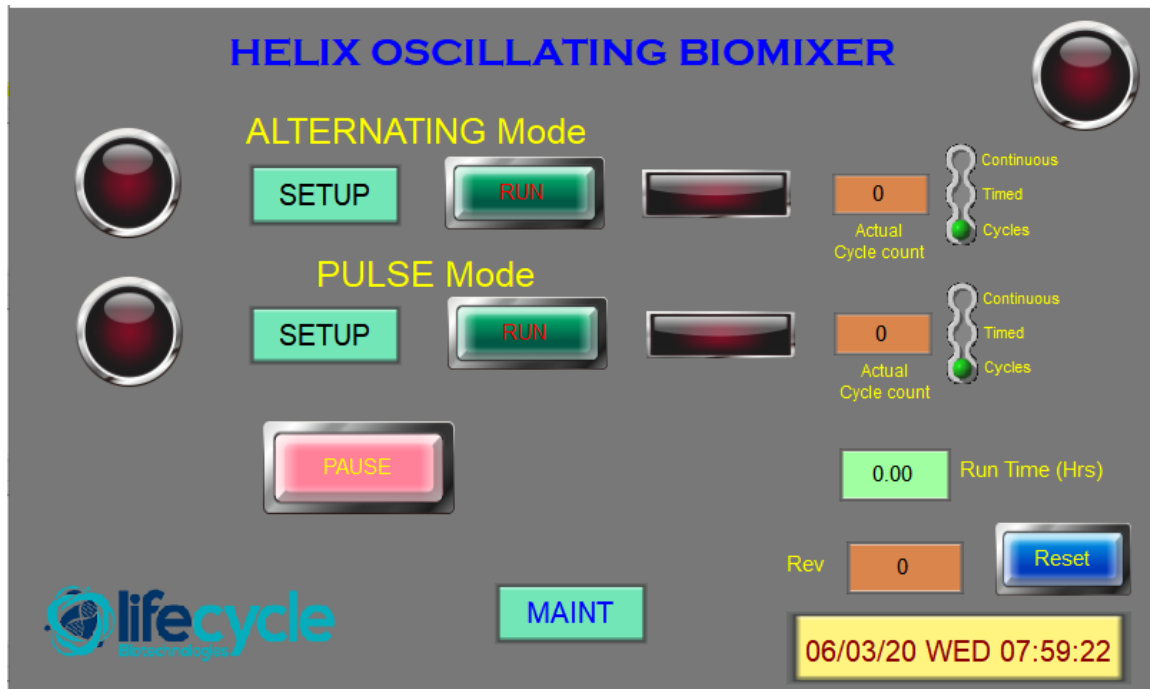 HELIX OSCILLATING BIOMIXER
ALTERNATING Mode
SETUP
RUN
0
Actual
Cycle count
Continuous
Timed
Cycles
PULSE Mode
SETUP
RUN
0
Actual
Cycle count
Continuous
Timed
Cycles
PAUSE
0.00 Run Time (Hrs)
Rev 0 Reset
lifecycle
Biotechnologies
MAINT
06/03/20 WED 07:59:22